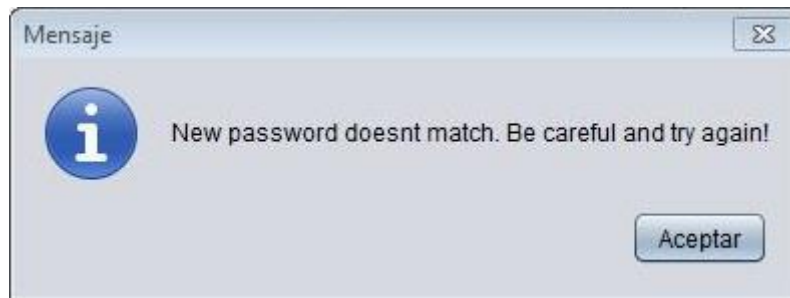 Mensaje
New password doesnt match. Be careful and try again!
Aceptar